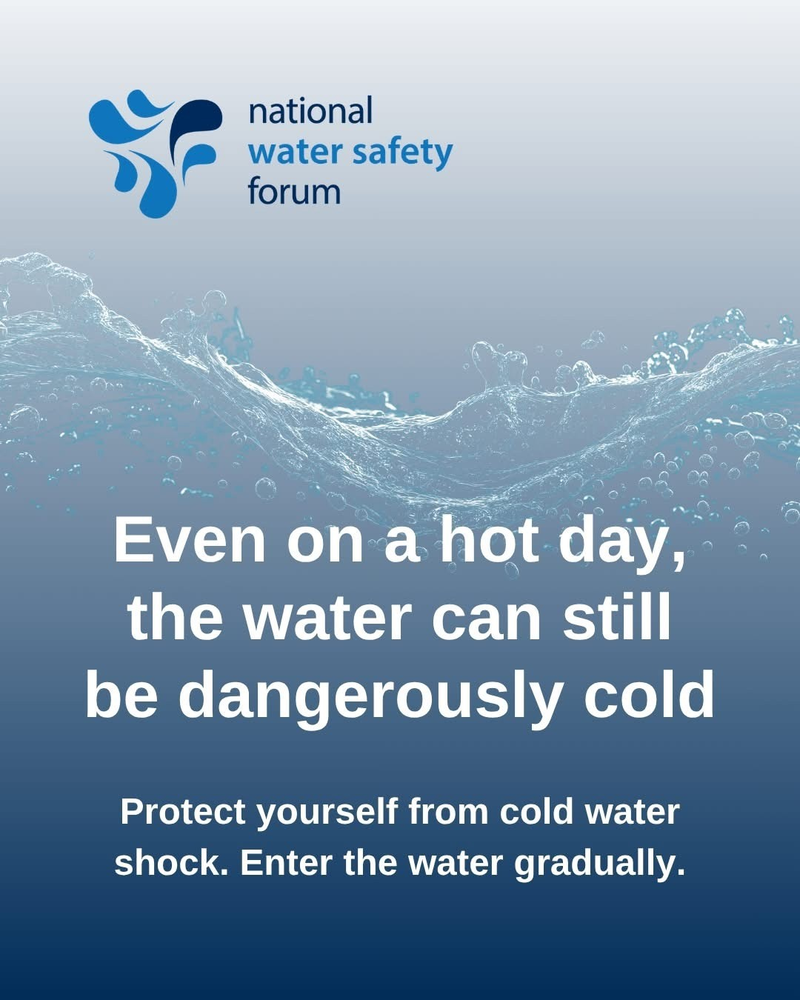 national
water safety
forum
Even on a hot day,
the water can still
be dangerously cold
Protect yourself from cold water
shock. Enter the water gradually.